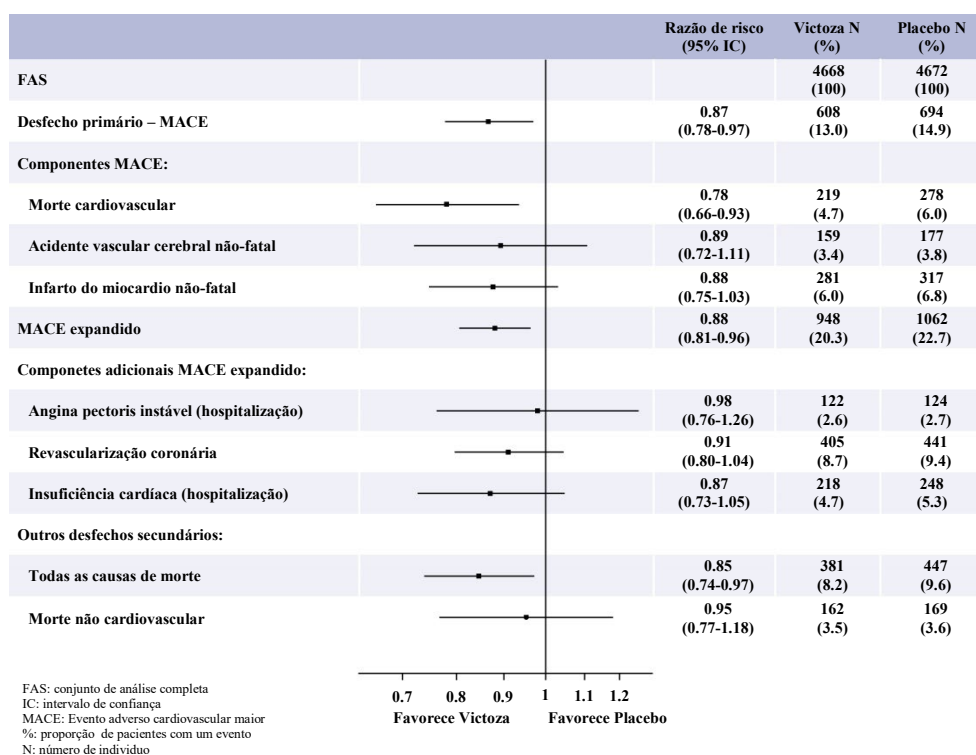 Razão de risco Victoza N Placebo N
(95% IC) (%) (%)
FAS 4668 4672
(100) (100)
Desfecho primário – MACE 0.87 608 694
(0.78-0.97) (13.0) (14.9)
Componentes MACE:
Morte cardiovascular 0.78 219 278
(0.66-0.93) (4.7) (6.0)
Acidente vascular cerebral não-fatal 0.89 159 177
(0.72-1.11) (3.4) (3.8)
Infarto do miocardio não-fatal 0.88 281 317
(0.75-1.03) (6.0) (6.8)
MACE expandido 0.88 948 1062
(0.81-0.96) (20.3) (22.7)
Componetes adicionais MACE expandido:
Angina pectoris instável (hospitalização) 0.98 122 124
(0.76-1.26) (2.6) (2.7)
Revascularização coronária 0.91 405 441
(0.80-1.04) (8.7) (9.4)
Insuficiência cardíaca (hospitalização) 0.87 218 248
(0.73-1.05) (4.7) (5.3)
Outros desfechos secundários:
Todas as causas de morte 0.85 381 447
(0.74-0.97) (8.2) (9.6)
Morte não cardiovascular 0.95 162 169
(0.77-1.18) (3.5) (3.6)
0.7 0.8 0.9 1 1.1 1.2
Favorece Victoza Favorece Placebo
FAS: conjunto de análise completa
IC: intervalo de confiança
MACE: Evento adverso cardiovascular maior
%: proporção de pacientes com um evento
N: número de individuo